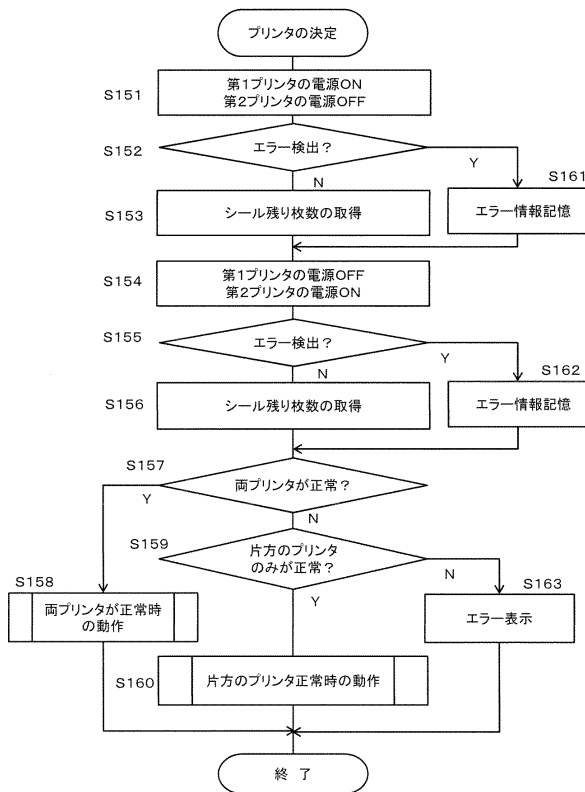 プリンタの決定
S151
第1プリンタの電源ON
第2プリンタの電源OFF
S152
エラー検出?
Y
N
S161
エラー情報記憶
S153
シール残り枚数の取得
S154
第1プリンタの電源OFF
第2プリンタの電源ON
S155
エラー検出?
Y
N
S162
エラー情報記憶
S156
シール残り枚数の取得
S157
両プリンタが正常?
Y
N
S159
片方のプリンタ
のみが正常?
N
Y
S158
両プリンタが正常時
の動作
S163
エラー表示
S160
片方のプリンタ正常時の動作
終 了